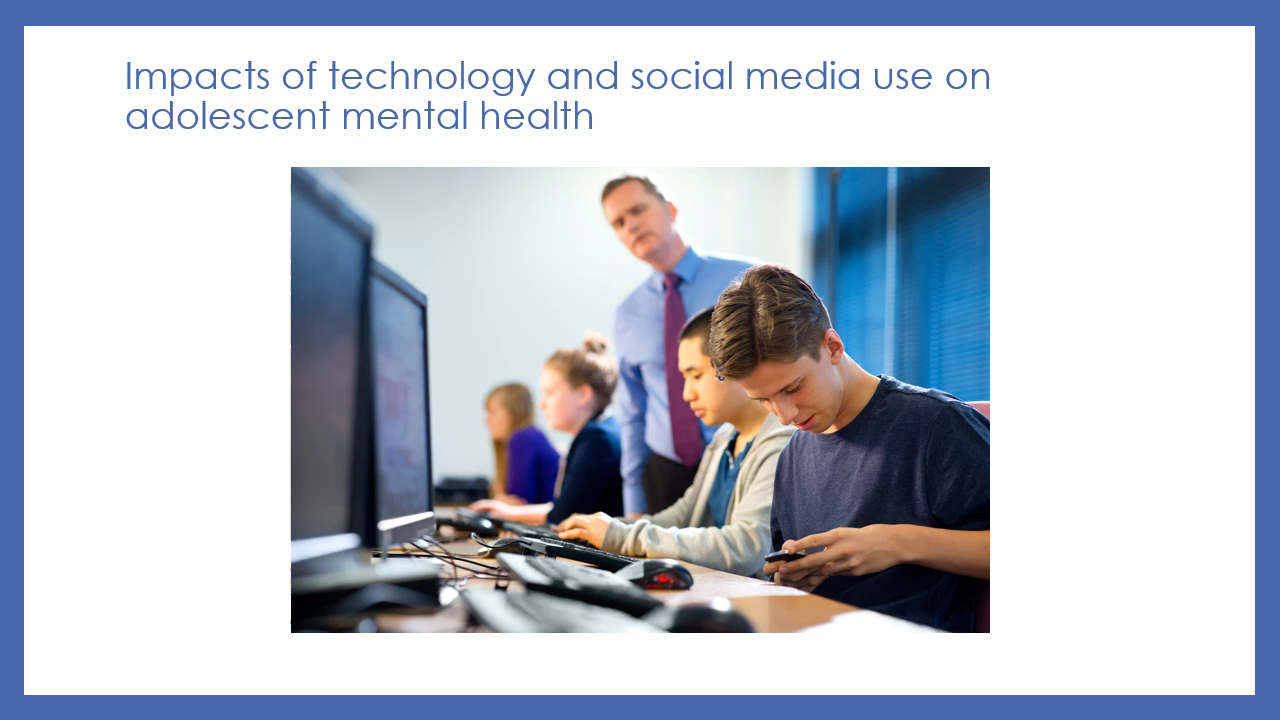 Impacts of technology and social media use on
adolescent mental health